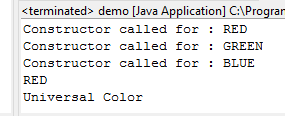 <terminated> demo [Java Application] C:\Progran
Constructor called for : RED
Constructor called for : GREEN
Constructor called for : BLUE
RED
Universal Color